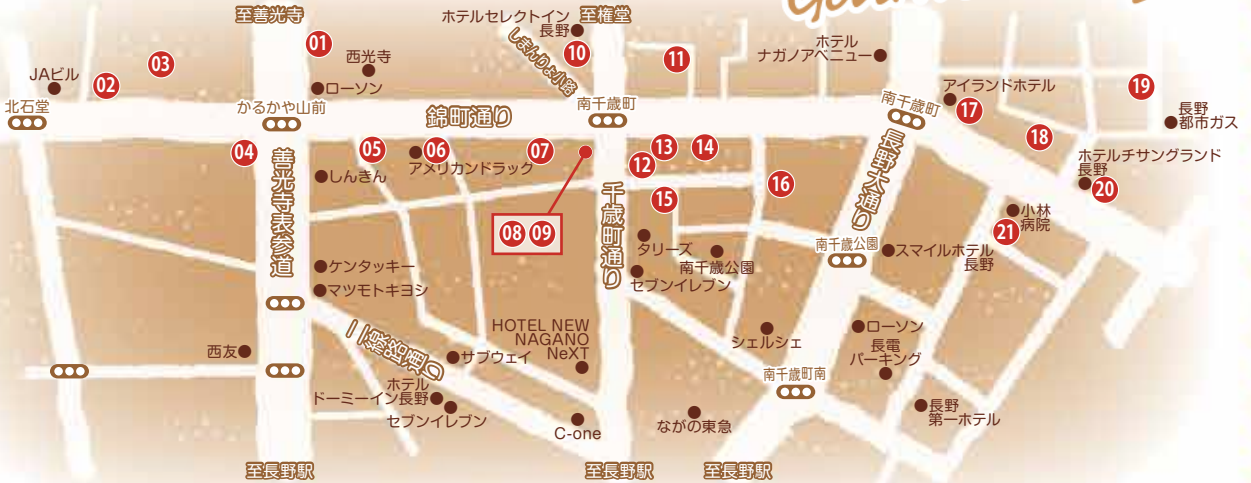 Gourmet
至善光寺
ホテルセレクトイン
長野
至権堂
01
西光寺
しまんりょ小路
10
11
ホテル
ナガノアベニュー
JAビル
02
03
ローソン
アイランドホテル
17
19
長野
都市ガス
北石堂
かるかや山前
錦町通り
南千歳町
南千歳町
18
04
05
06
アメリカンドラック
07
12
13
14
ホテルチサングランド
長野
20
善光寺表参道
しんきん
16
長野大通り
08 09
千歳町通り
15
小林
病院
21
タリーズ
南千歳公園
南千歳公園
スマイルホテル
長野
ケンタッキー
マツモトキヨシ
セブンイレブン
二線路通り
HOTEL NEW
NAGANO
NeXT
シェルシェ
ローソン
長電
パーキング
西友
サブウェイ
南千歳町南
ホテル
ドーミーイン長野
セブンイレブン
C-one
ながの東急
長野
第一ホテル
至長野駅
至長野駅
至長野駅